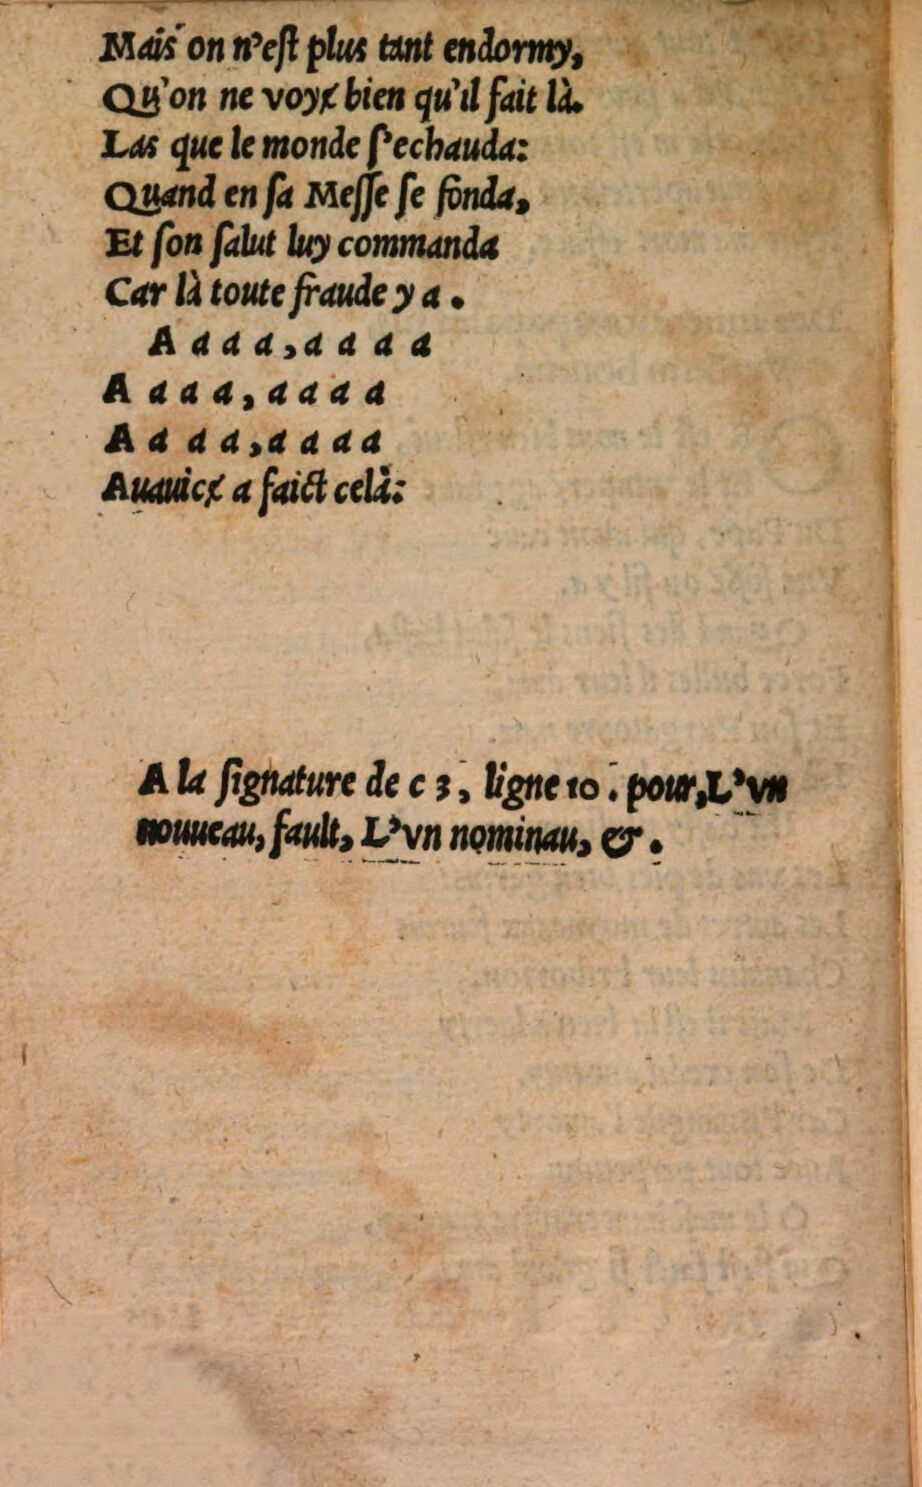 Mais on n'eſt plus tant endormy,
Qu'on ne voye̸ bien qu'il fait là.
Las que le monde ſ'echauda:
Quand en ſa Meſſe ſe fonda,
Et ſon ſalut luy commanda
Car là toute fraude y a .
A a a a , a a a a
A a a a , a a a a
A a a a , a a a a
Auauice̸ a faict celà:
A la ſignature de c 3, ligne 10 . pour, L'vn
nouueau, fault, L'vn nominau, & .